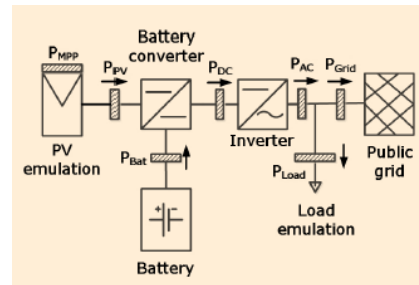 Battery
converter
P_MPP
P_PV
P_DC
P_AC
P_Grid
Inverter
Public
grid
PV
emulation
P_Bat
P_Load
Load
emulation
+ -
Battery